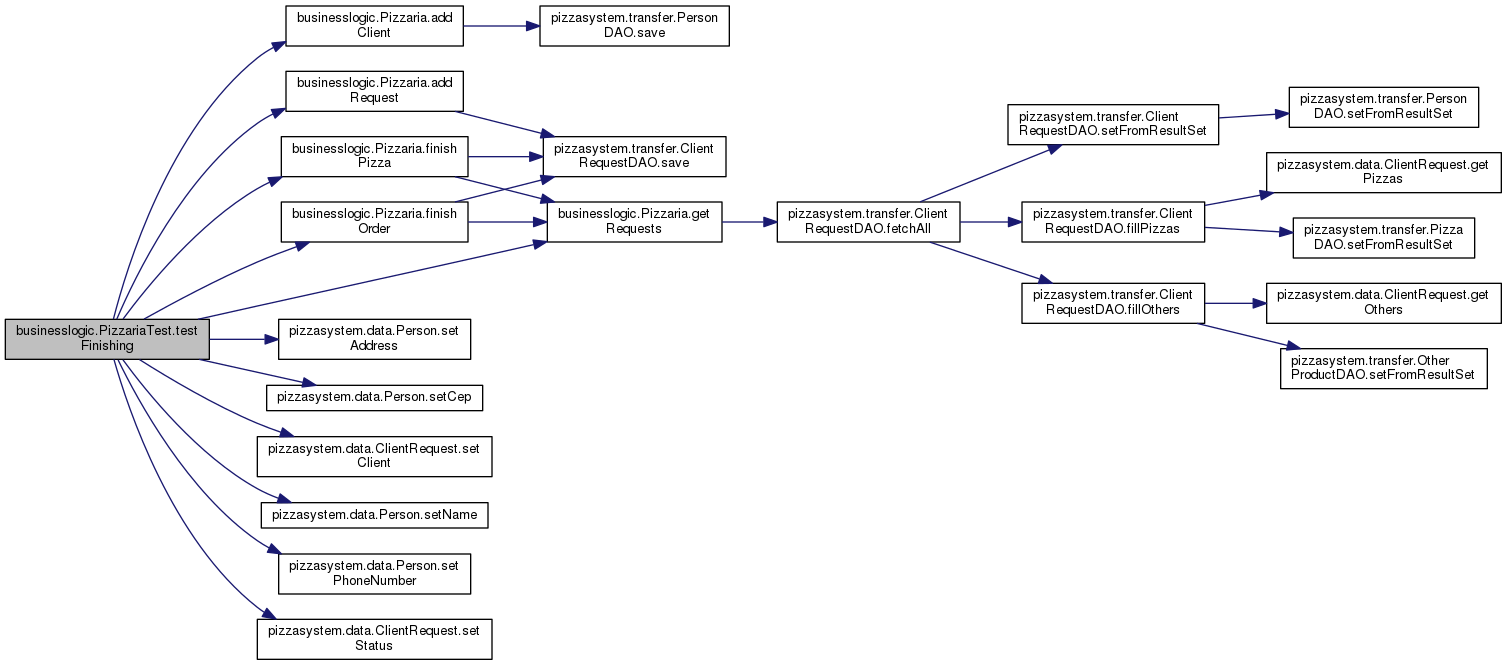 businesslogic.Pizzaria.add
Client
pizzasystem.transfer.Person
DAO.save
businesslogic.Pizzaria.add
Request
pizzasystem.transfer.Client
RequestDAO.setFromResultSet
pizzasystem.transfer.Person
DAO.setFromResultSet
businesslogic.Pizzaria.finish
Pizza
pizzasystem.transfer.Client
RequestDAO.save
pizzasystem.data.ClientRequest.get
Pizzas
businesslogic.Pizzaria.finish
Order
businesslogic.Pizzaria.get
Requests
pizzasystem.transfer.Client
RequestDAO.fetchAll
pizzasystem.transfer.Client
RequestDAO.fillPizzas
pizzasystem.transfer.Pizza
DAO.setFromResultSet
pizzasystem.transfer.Client
RequestDAO.fillOthers
pizzasystem.data.ClientRequest.get
Others
businesslogic.PizzariaTest.test
Finishing
pizzasystem.data.Person.set
Address
pizzasystem.transfer.Other
ProductDAO.setFromResultSet
pizzasystem.data.Person.setCep
pizzasystem.data.ClientRequest.set
Client
pizzasystem.data.Person.setName
pizzasystem.data.Person.set
PhoneNumber
pizzasystem.data.ClientRequest.set
Status